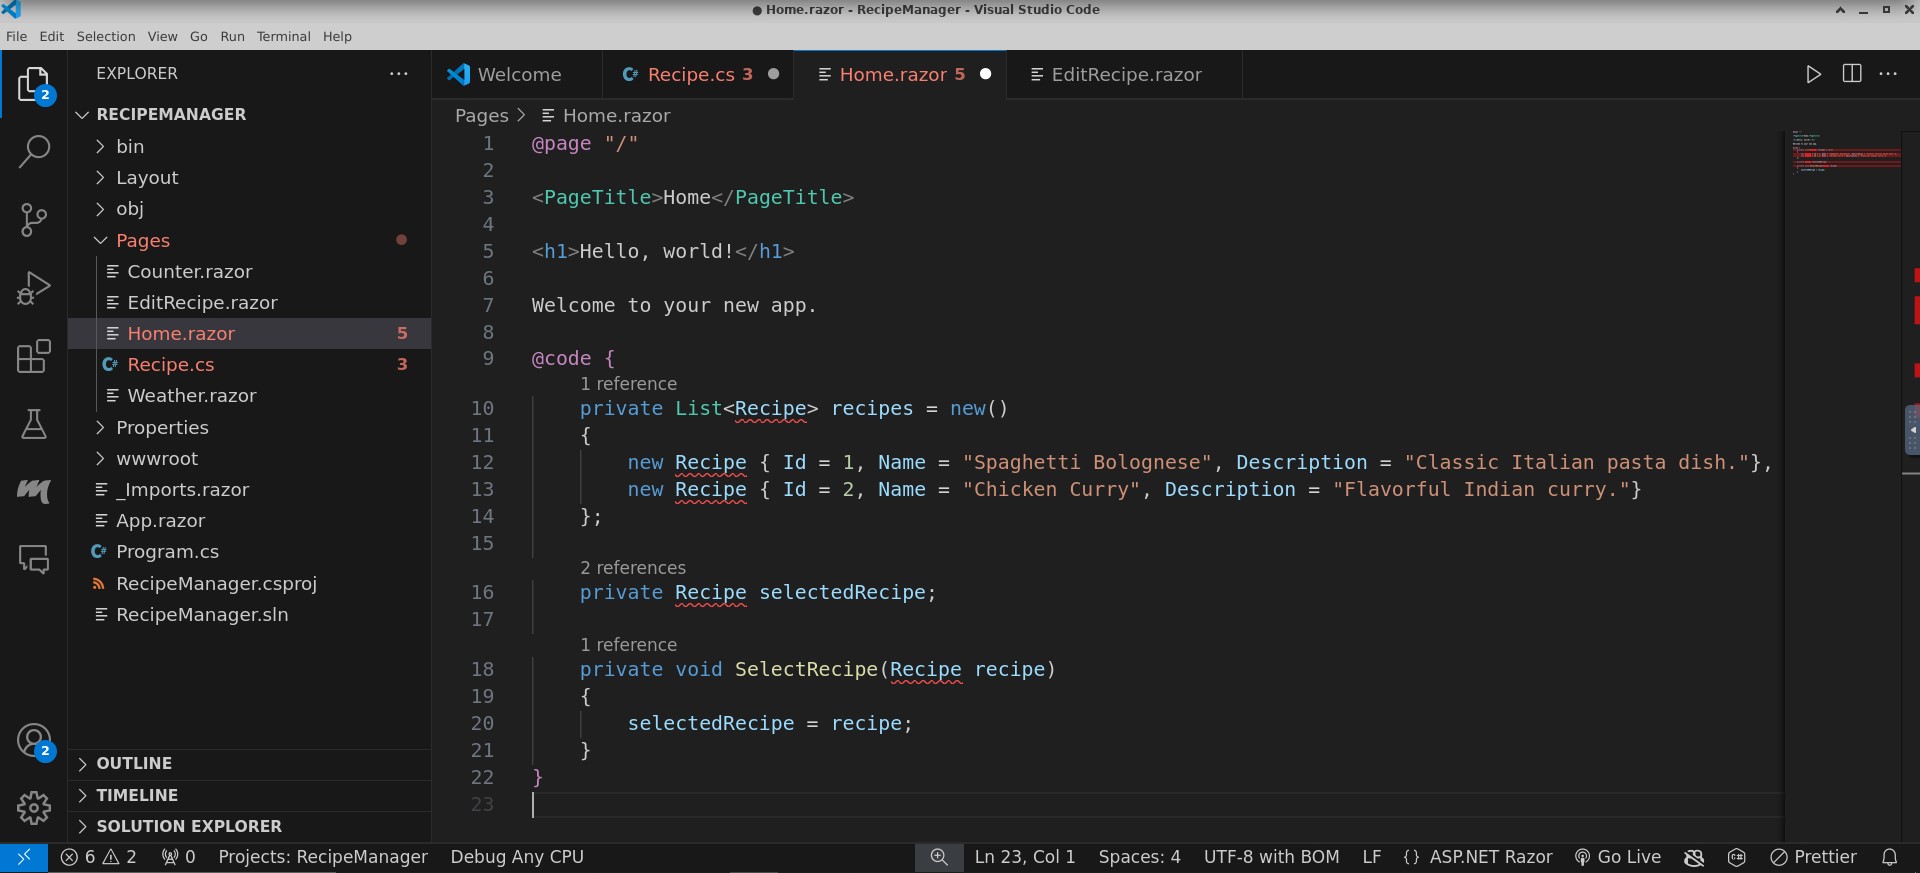 ● Home.razor - RecipeManager - Visual Studio Code
File Edit Selection View Go Run Terminal Help
EXPLORER
2
RECIPEMANAGER
bin
Layout
obj
Pages
Counter.razor
EditRecipe.razor
Home.razor 5
Recipe.cs 3
Weather.razor
Properties
wwwroot
_Imports.razor
C# Program.cs
App.razor
RecipeManager.csproj
RecipeManager.sln
2
OUTLINE
TIMELINE
SOLUTION EXPLORER
Welcome
C# Recipe.cs 3
Home.razor 5
EditRecipe.razor
Pages > Home.razor
1 @page "/"
2
3 <PageTitle>Home</PageTitle>
4
5 <h1>Hello, world!</h1>
6
7 Welcome to your new app.
8
9 @code {
1 reference
10 private List<Recipe> recipes = new()
11 {
12 new Recipe { Id = 1, Name = "Spaghetti Bolognese", Description = "Classic Italian pasta dish."},
13 new Recipe { Id = 2, Name = "Chicken Curry", Description = "Flavorful Indian curry."}
14 };
15
2 references
16 private Recipe selectedRecipe;
17
1 reference
18 private void SelectRecipe(Recipe recipe)
19 {
20 selectedRecipe = recipe;
21 }
22 }
23
6 2 0 Projects: RecipeManager Debug Any CPU Ln 23, Col 1 Spaces: 4 UTF-8 with BOM LF {} ASP.NET Razor Go Live Prettier